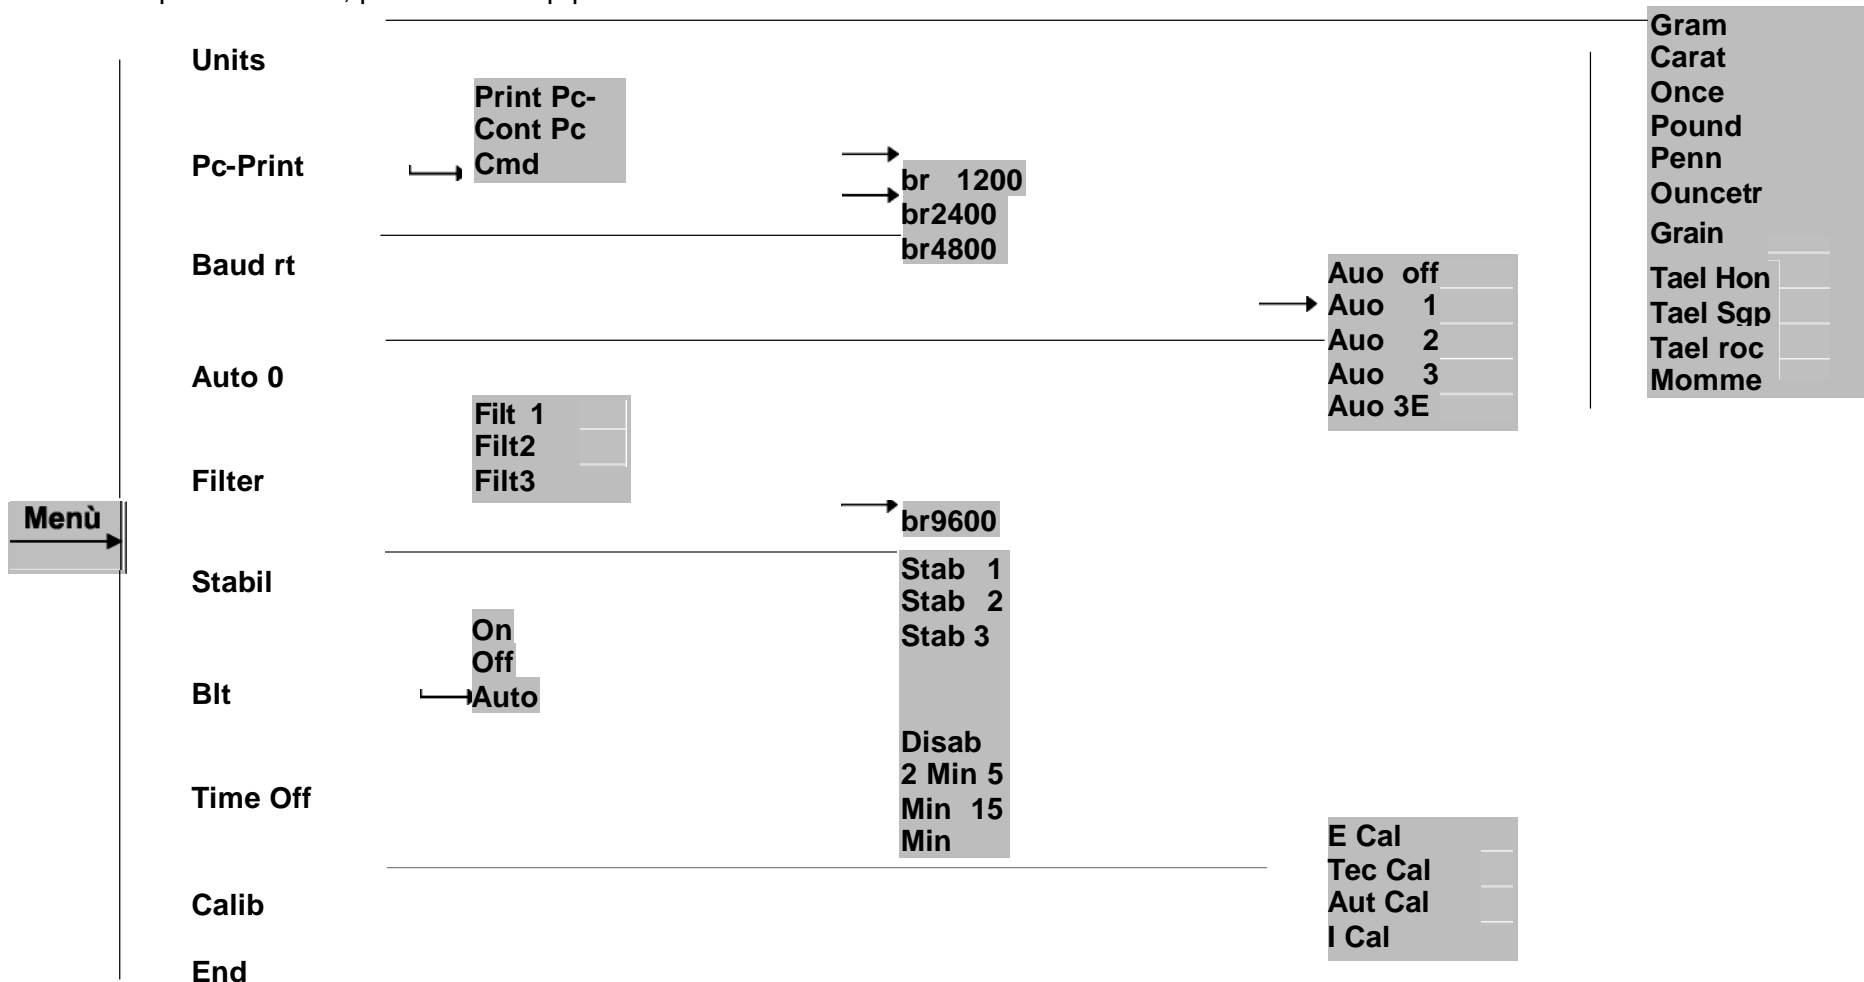 Units
Print Pc-
Cont Pc
Cmd
Pc-Print
br 1200
br2400
br4800
Baud rt
Gram
Carat
Once
Pound
Penn
Ouncetr
Grain
Tael Hon
Tael Sgp
Tael roc
Momme
Auo off
Auo 1
Auo 2
Auo 3
Auo 3E
Auto 0
Filt 1
Filt2
Filt3
Filter
Menù
br9600
Stabil
Stab 1
Stab 2
Stab 3
On
Off
Auto
Blt
Disab
2 Min 5
Min 15
Min
Time Off
E Cal
Tec Cal
Aut Cal
I Cal
Calib
End